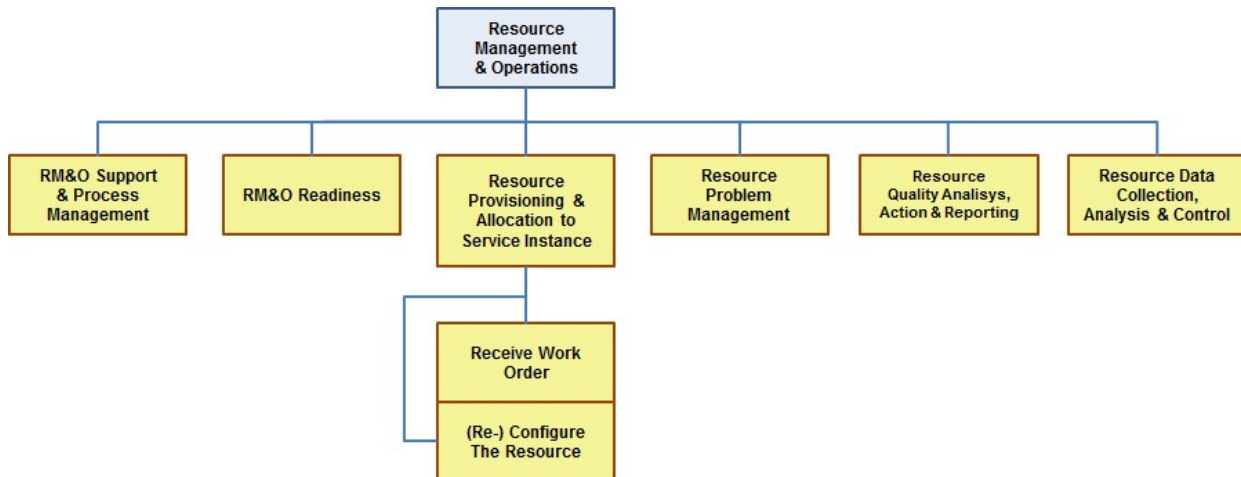 Resource
Management
& Operations
RM&O Support
& Process
Management
RM&O Readiness
Resource
Provisioning &
Allocation to
Service Instance
Resource
Problem
Management
Resource
Quality Analisys,
Action & Reporting
Resource Data
Collection,
Analysis & Control
Receive Work
Order
(Re-) Configure
The Resource